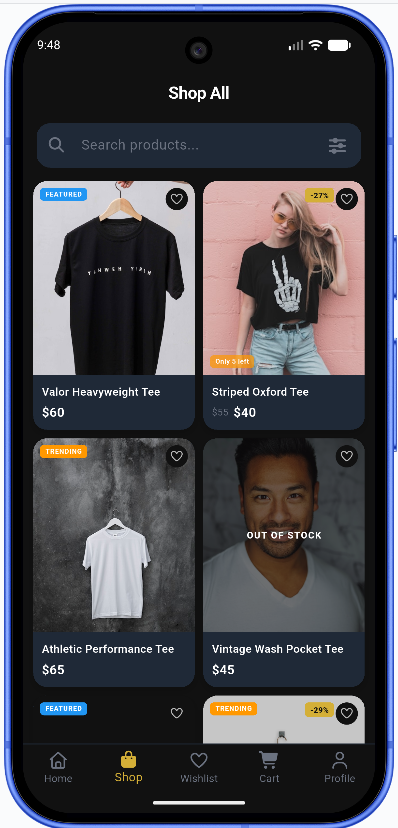 9:48
Shop All
Search products...
FEATURED
-27%
YAHWEH YIREH
Only 5 left
Valor Heavyweight Tee
$60
Striped Oxford Tee
$55 $40
TRENDING
OUT OF STOCK
Athletic Performance Tee
$65
Vintage Wash Pocket Tee
$45
FEATURED
TRENDING
-29%
Home
Shop
Wishlist
Cart
Profile